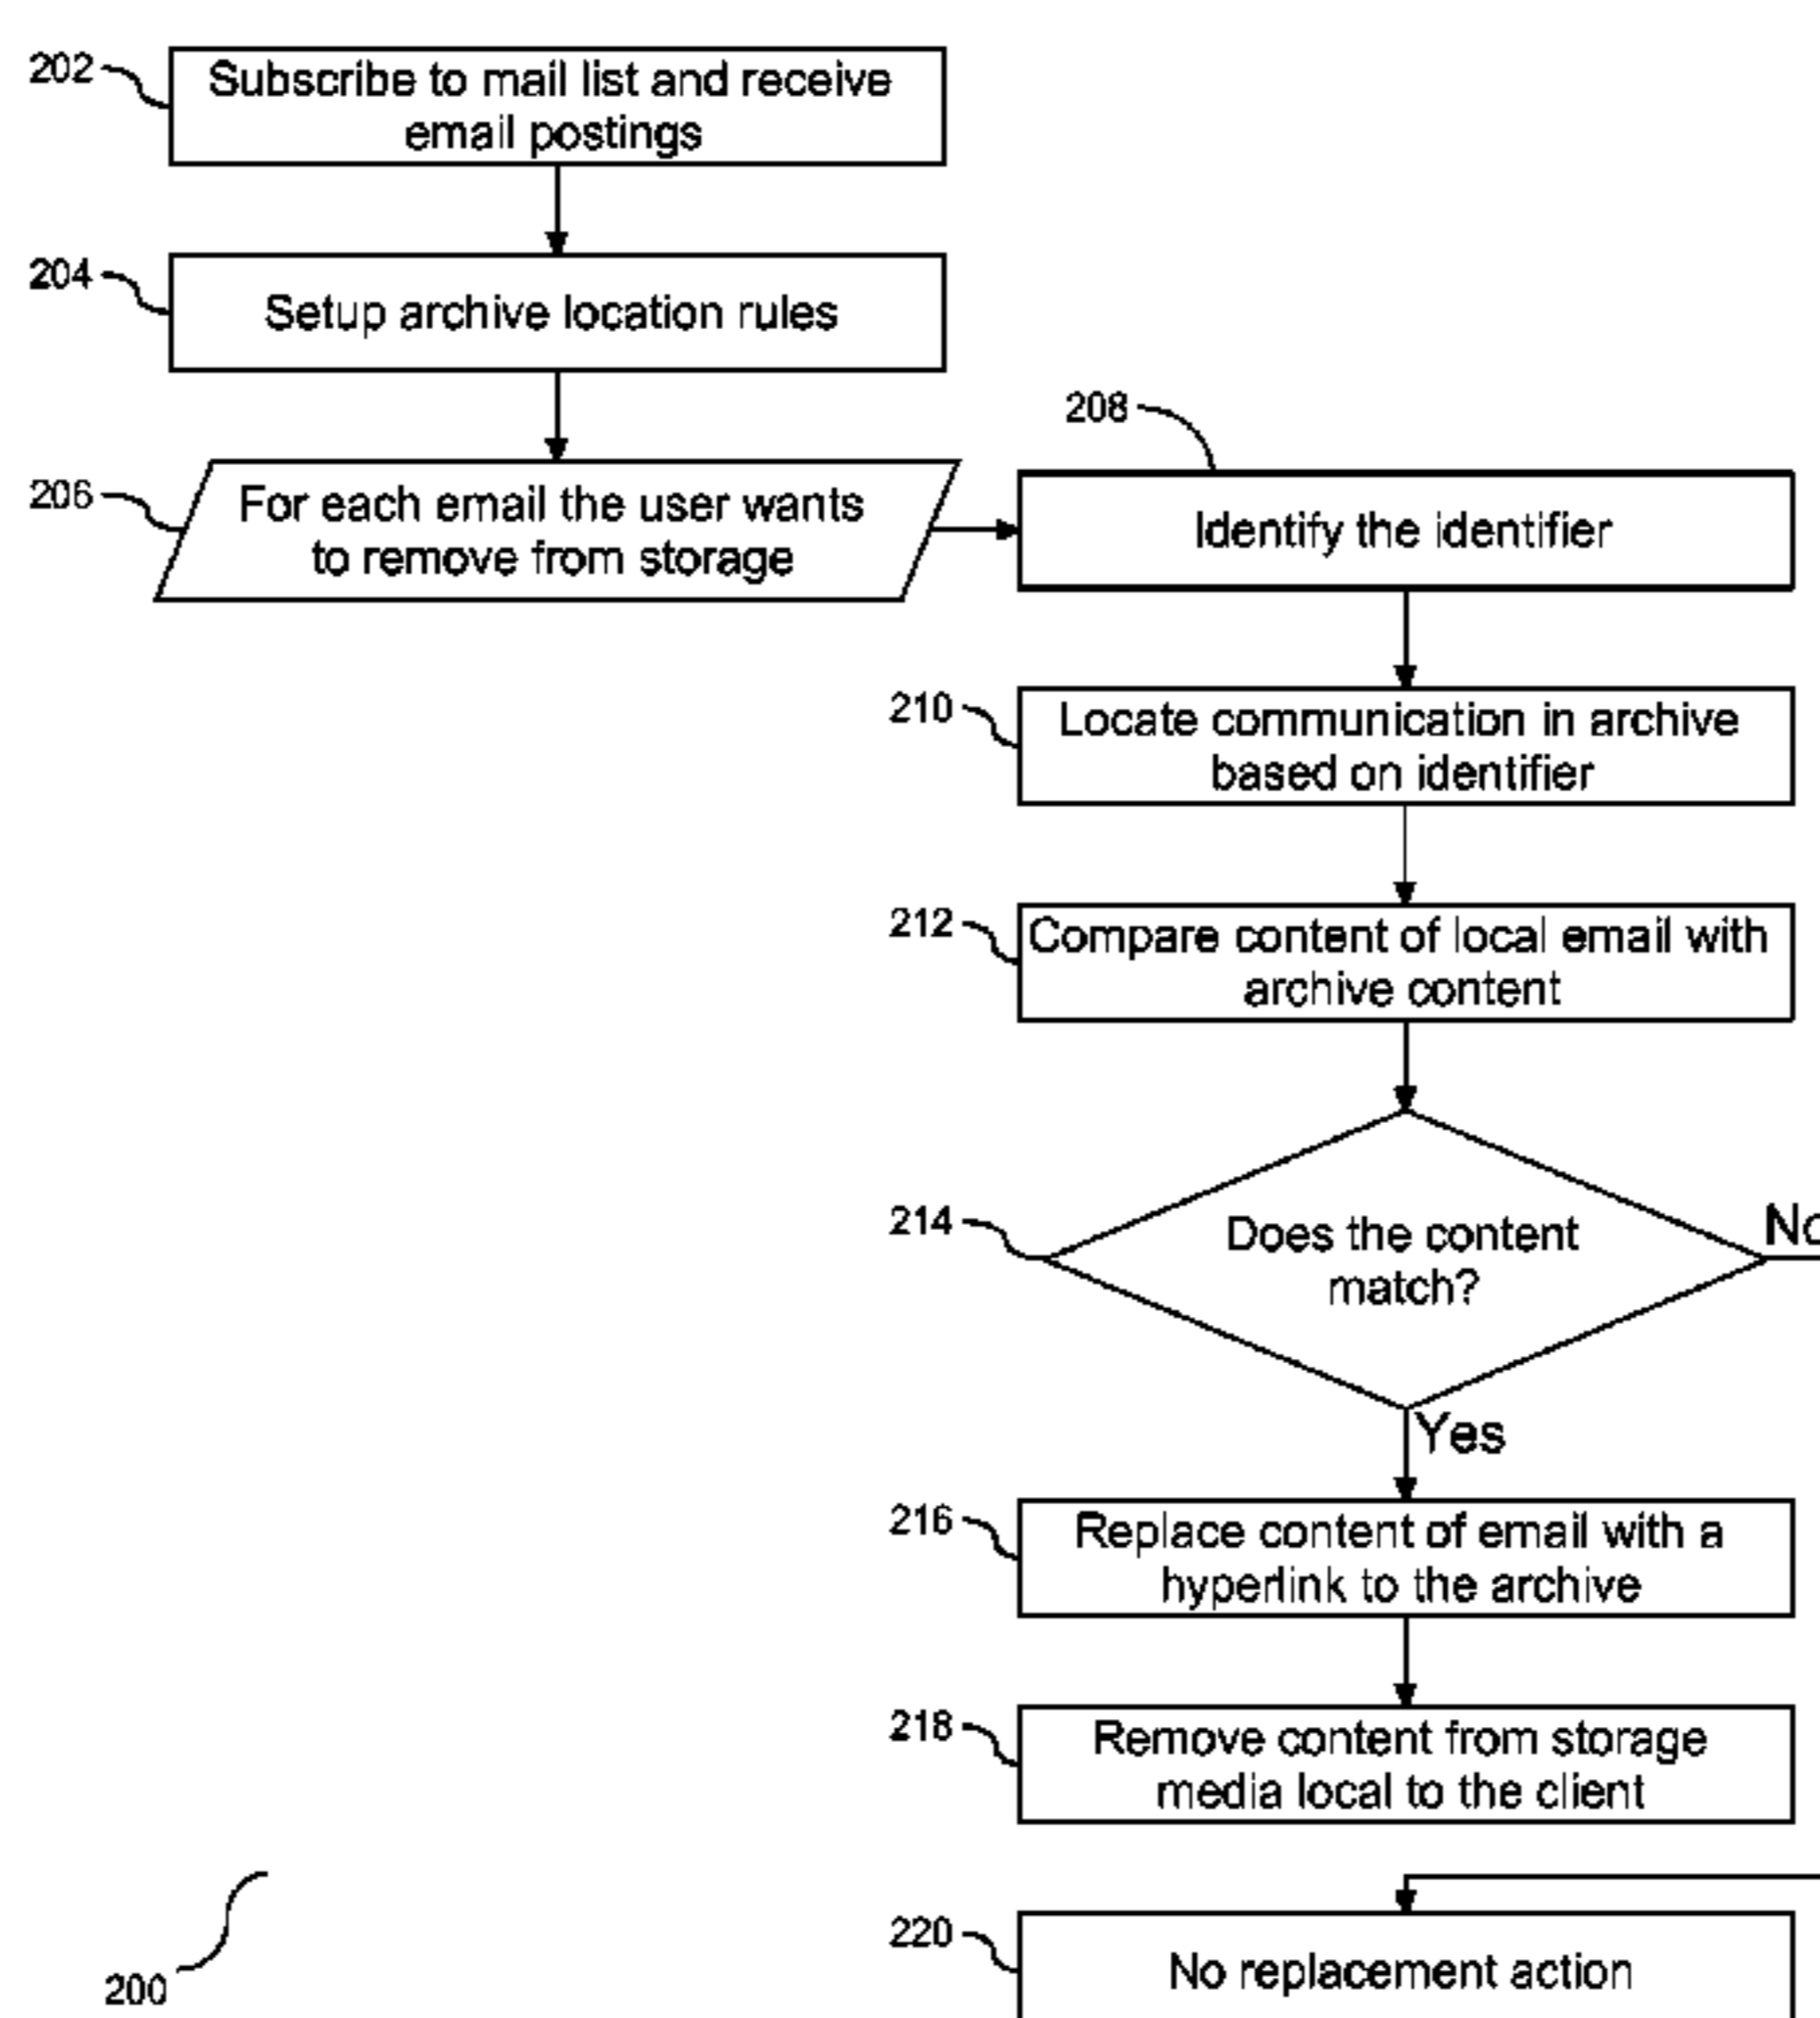 202
Subscribe to mail list and receive
email postings
204
Setup archive location rules
206
For each email the user wants
to remove from storage
208
Identify the identifier
210
Locate communication in archive
based on identifier
212
Compare content of local email with
archive content
214
Does the content
match?
No
Yes
216
Replace content of email with a
hyperlink to the archive
218
Remove content from storage
media local to the client
220
No replacement action
200